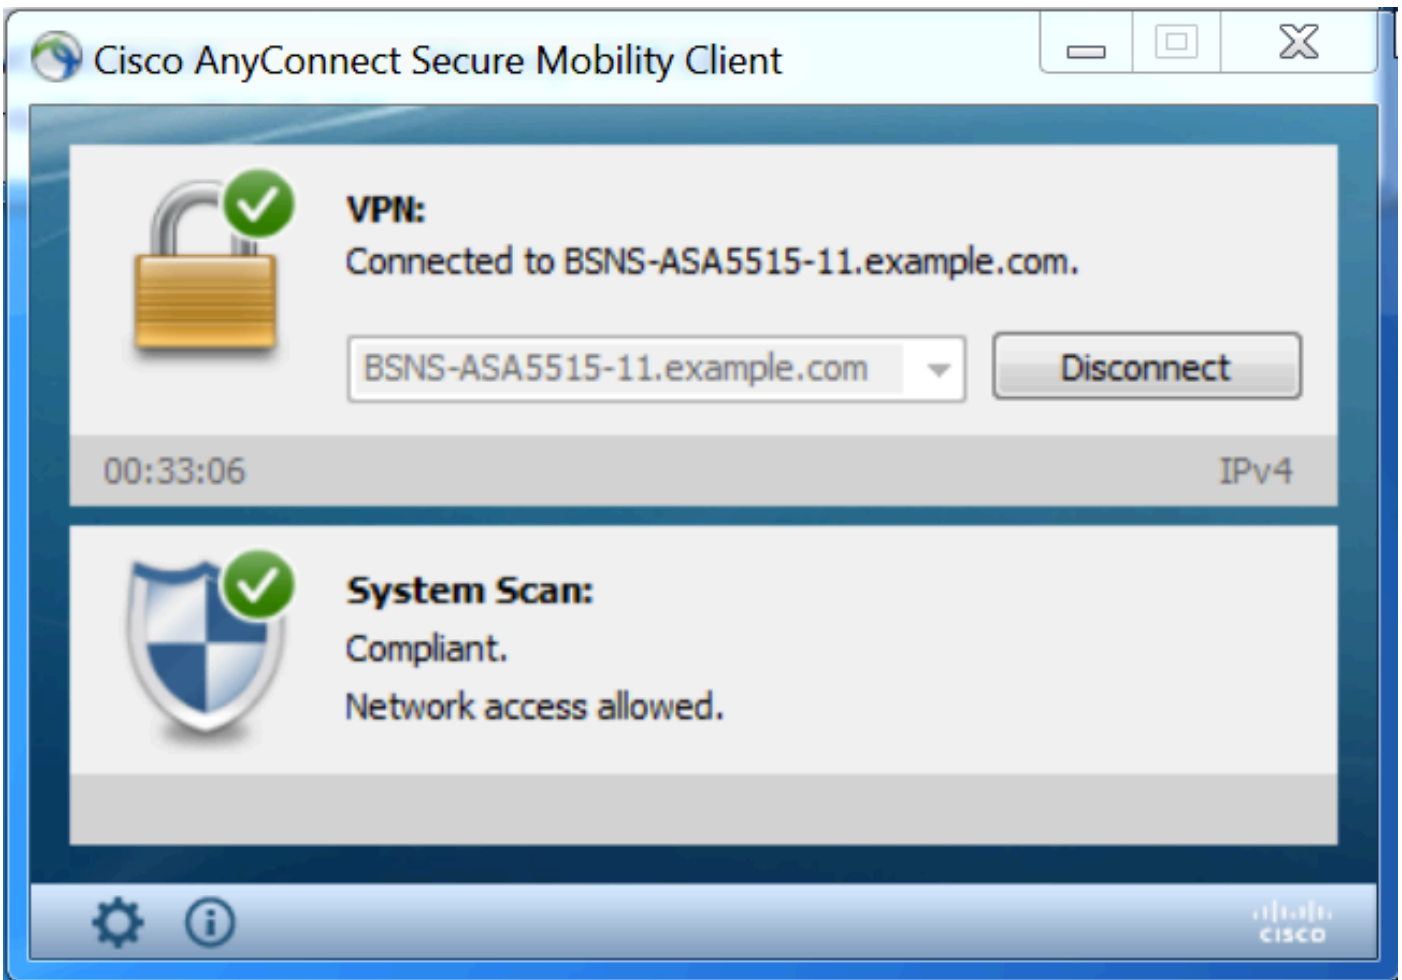 Cisco AnyConnect Secure Mobility Client
VPN:
Connected to BSNS-ASA5515-11.example.com.
BSNS-ASA5515-11.example.com
Disconnect
00:33:06
IPv4
System Scan:
Compliant.
Network access allowed.
CISCO